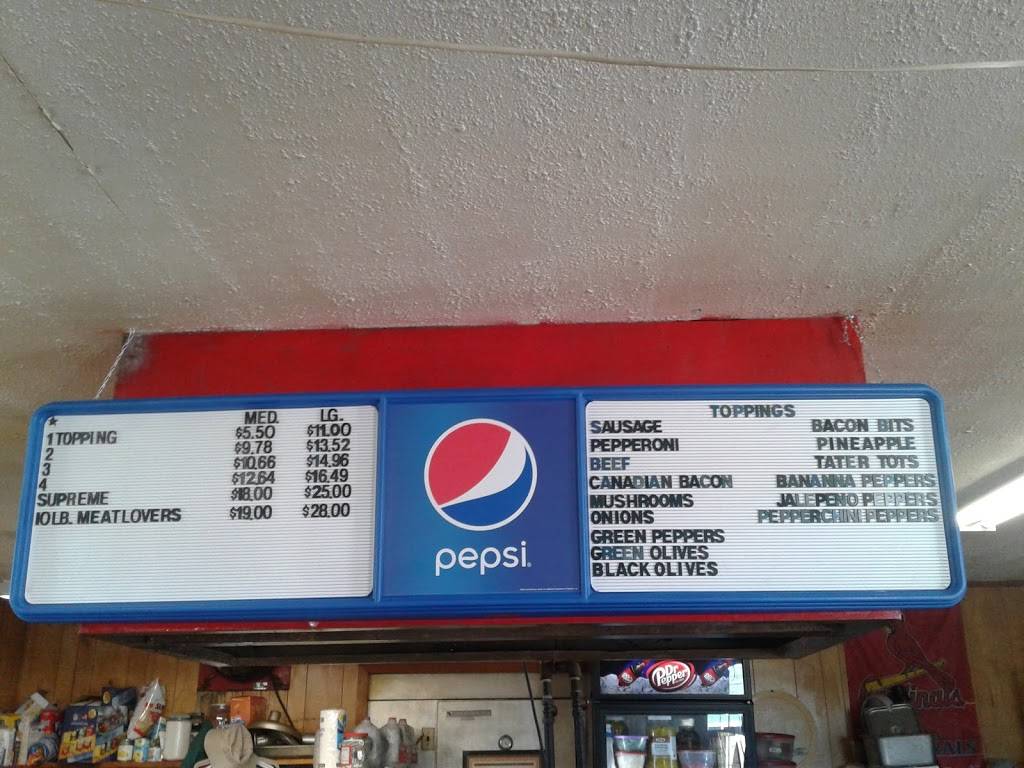 MED. LG.
1 TOPPING $5.50 $11.00
2 $9.78 $13.52
3 $10.66 $14.96
4 $12.64 $16.49
SUPREME $18.00 $25.00
10 LB. MEATLOVERS $19.00 $28.00
pepsi
TOPPINGS
SAUSAGE BACON BITS
PEPPERONI PINEAPPLE
BEEF TATER TOTS
CANADIAN BACON BANANNA PEPPERS
MUSHROOMS JALEPENO PEPPERS
ONIONS PEPPERCHINI PEPPERS
GREEN PEPPERS
GREEN OLIVES
BLACK OLIVES
Dr Pepper